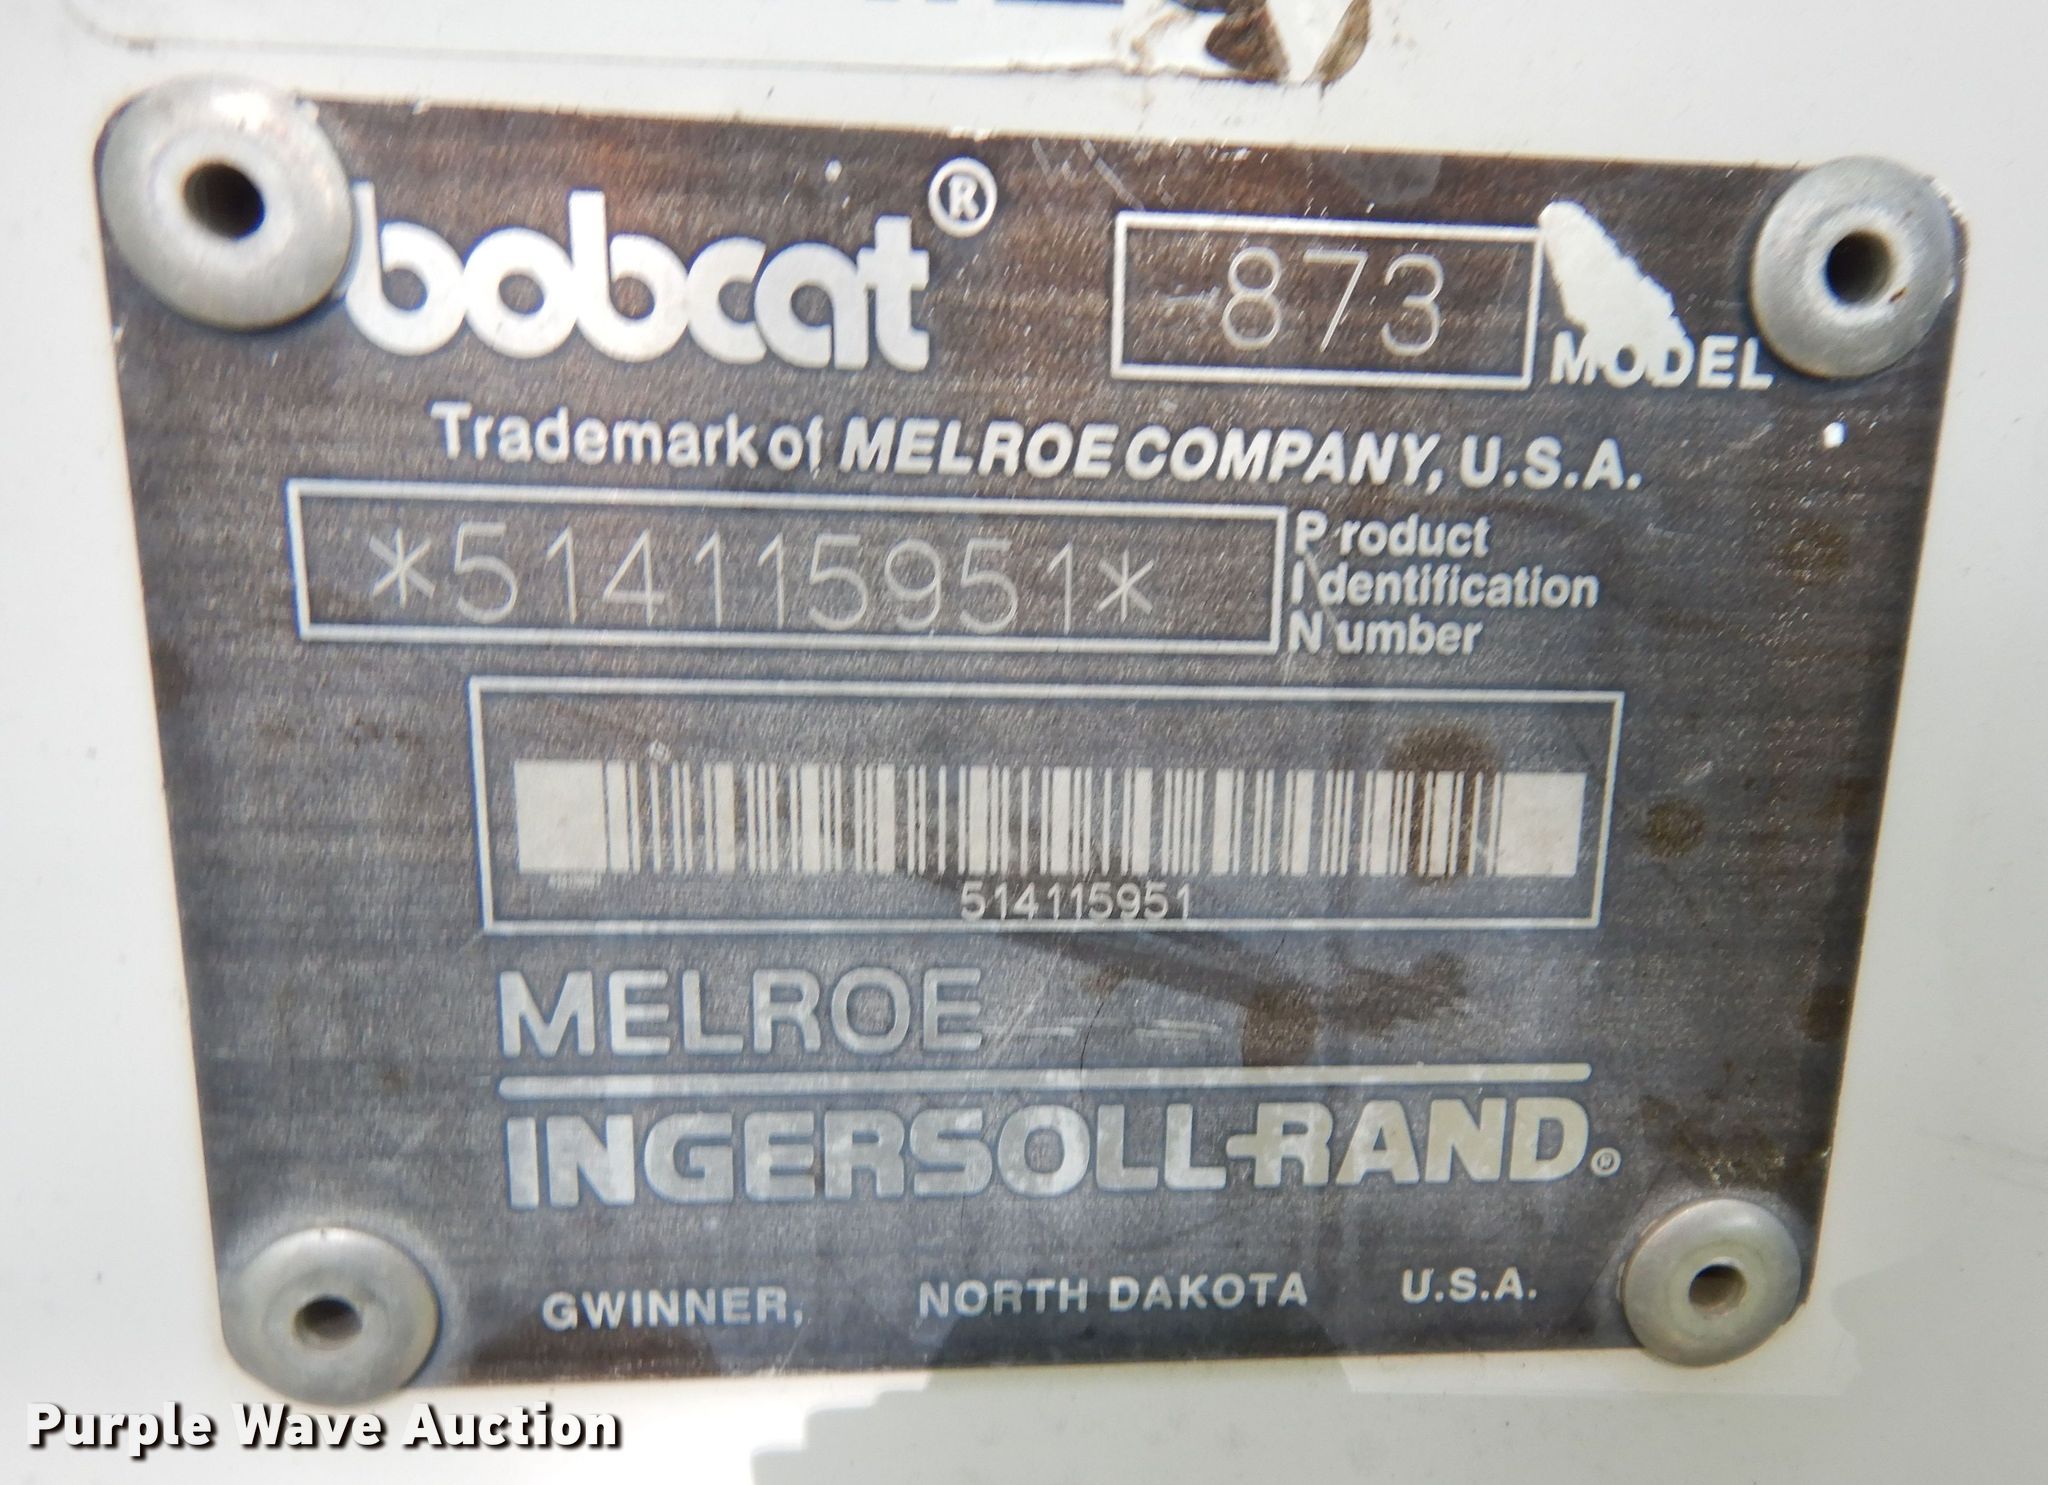 bobcat®
873
MODEL
Trademark of MELROE COMPANY, U.S.A.
*514115951*
Product
Identification
Number
514115951
MELROE
INGERSOLL-RAND®
GWINNER, NORTH DAKOTA U.S.A.
Purple Wave Auction